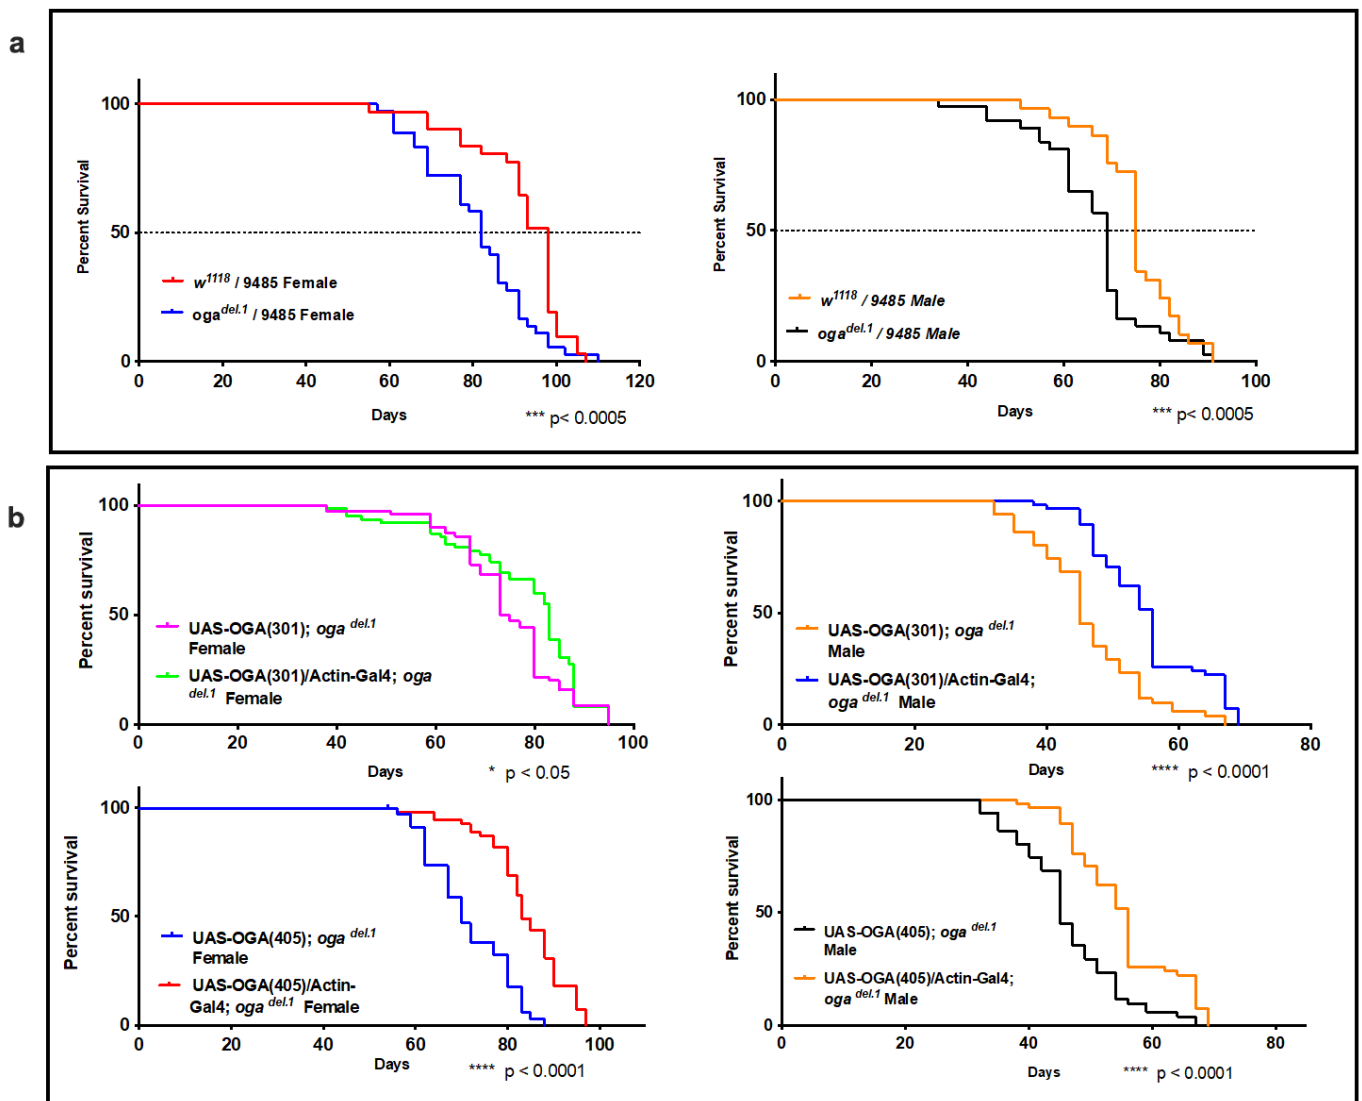 a
100
50
0
Percent Survival
w1118 / 9485 Female
ogadel.1 / 9485 Female
0 20 40 60 80 100 120
Days
*** p< 0.0005
100
50
0
Percent Survival
w1118 / 9485 Male
ogadel.1 / 9485 Male
0 20 40 60 80 100
Days
*** p< 0.0005
b
100
50
0
Percent survival
UAS-OGA(301); oga del.1
Female
UAS-OGA(301)/Actin-Gal4; oga
del.1 Female
0 20 40 60 80 100
Days
* p < 0.05
100
50
0
Percent survival
UAS-OGA(301); oga del.1
Male
UAS-OGA(301)/Actin-Gal4;
oga del.1 Male
0 20 40 60 80
Days
**** p < 0.0001
100
50
0
Percent survival
UAS-OGA(405); oga del.1
Female
UAS-OGA(405)/Actin-
Gal4; oga del.1 Female
0 20 40 60 80 100
Days
**** p < 0.0001
100
50
0
Percent survival
UAS-OGA(405); oga del.1
Male
UAS-OGA(405)/Actin-Gal4;
oga del.1 Male
0 20 40 60 80
Days
**** p < 0.0001